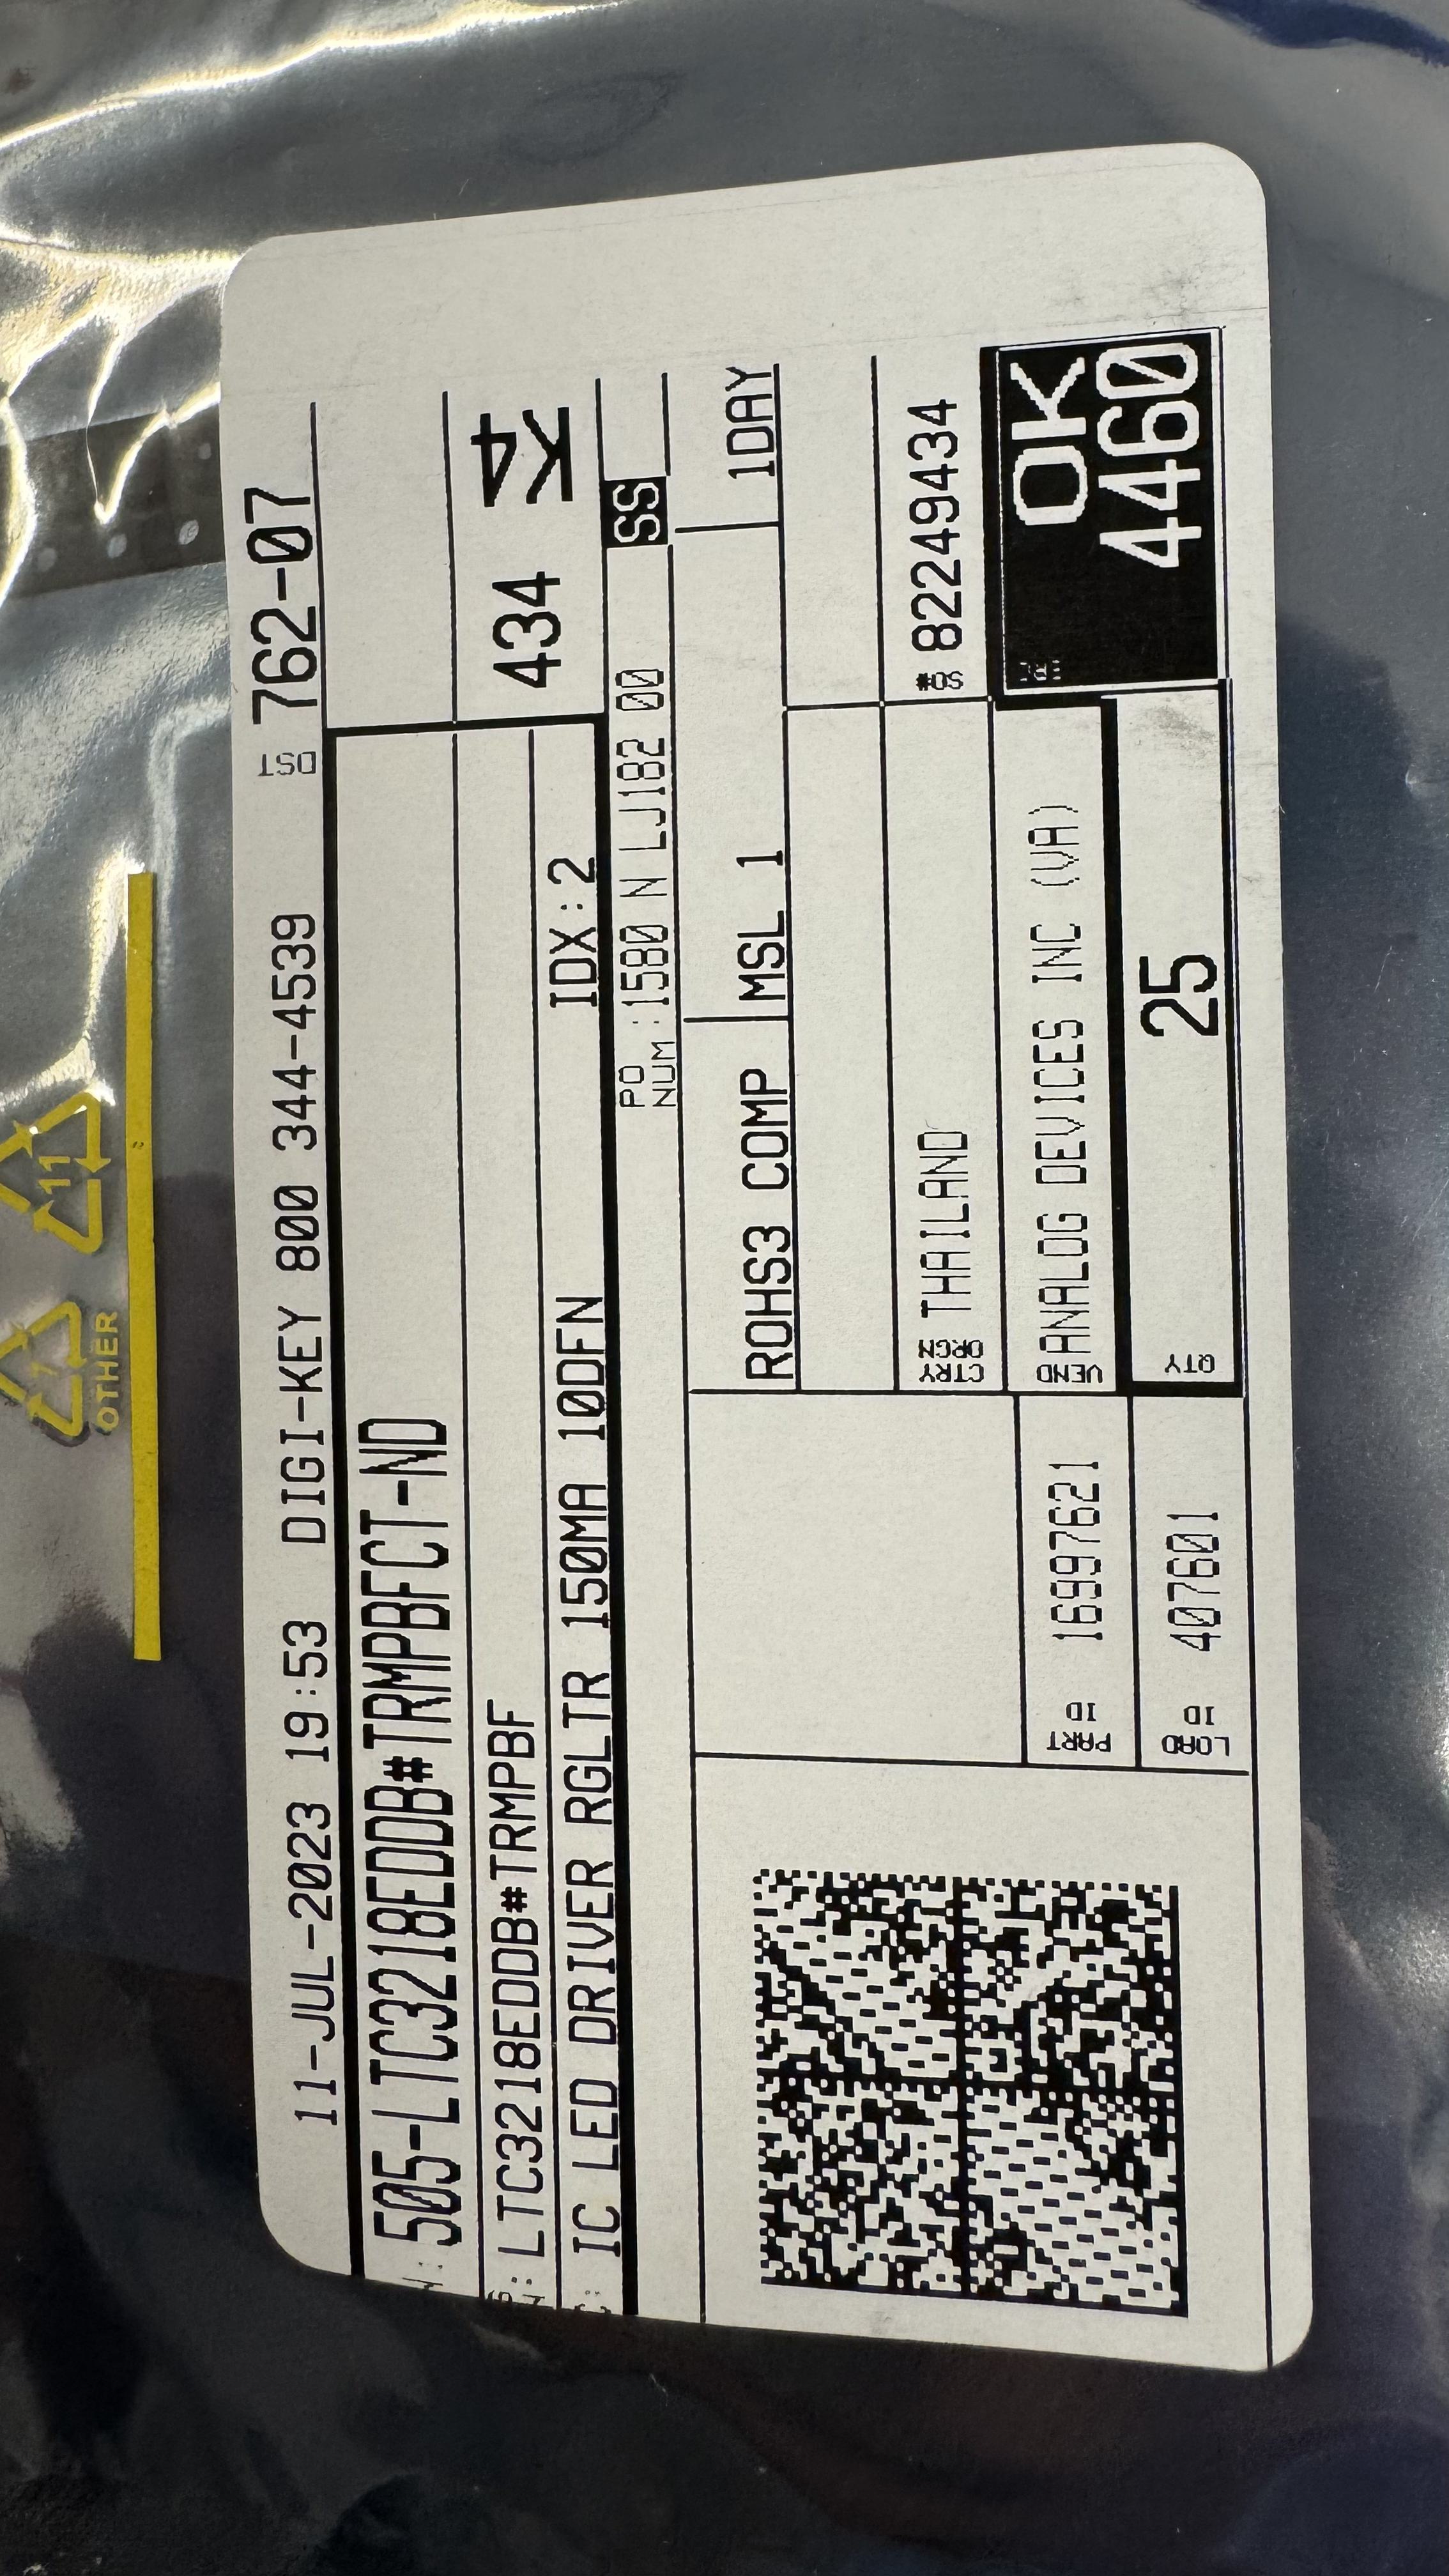 11-JUL-2023 19:53 DIGI-KEY 800 344-4539 DST 762-07
505-LTC3218EDDB#TRMPBFCT-ND
: LTC3218EDDB#TRMPBF 434 K4
IC LED DRIVER RGLTR 150MA 10DFN IDX:2
PO NUM: 1580 N LJ182 00 SS
ROHS3 COMP MSL 1 1DAY
CTRY ORGN THAILAND SO# 82249434
PART ID 16997621 VEND ANALOG DEVICES INC (VA) OK
LOAD ID 407601 QTY 25 4460
11
7
OTHER